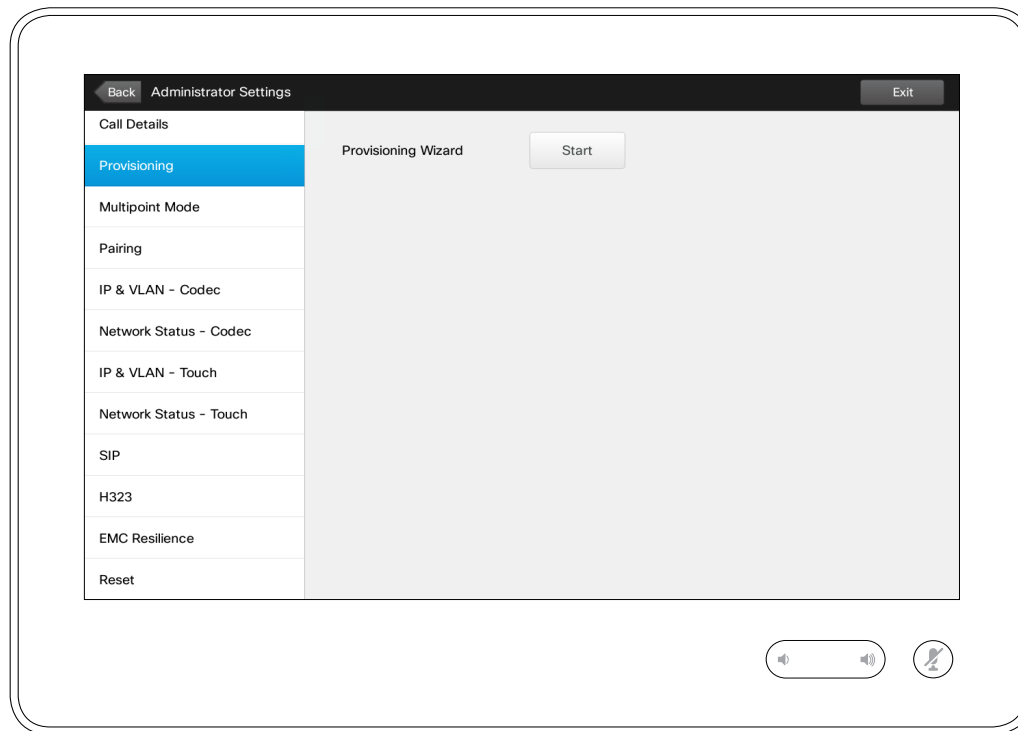 Back Administrator Settings Exit
Call Details
Provisioning Wizard Start
Provisioning
Multipoint Mode
Pairing
IP & VLAN - Codec
Network Status - Codec
IP & VLAN - Touch
Network Status - Touch
SIP
H323
EMC Resilience
Reset